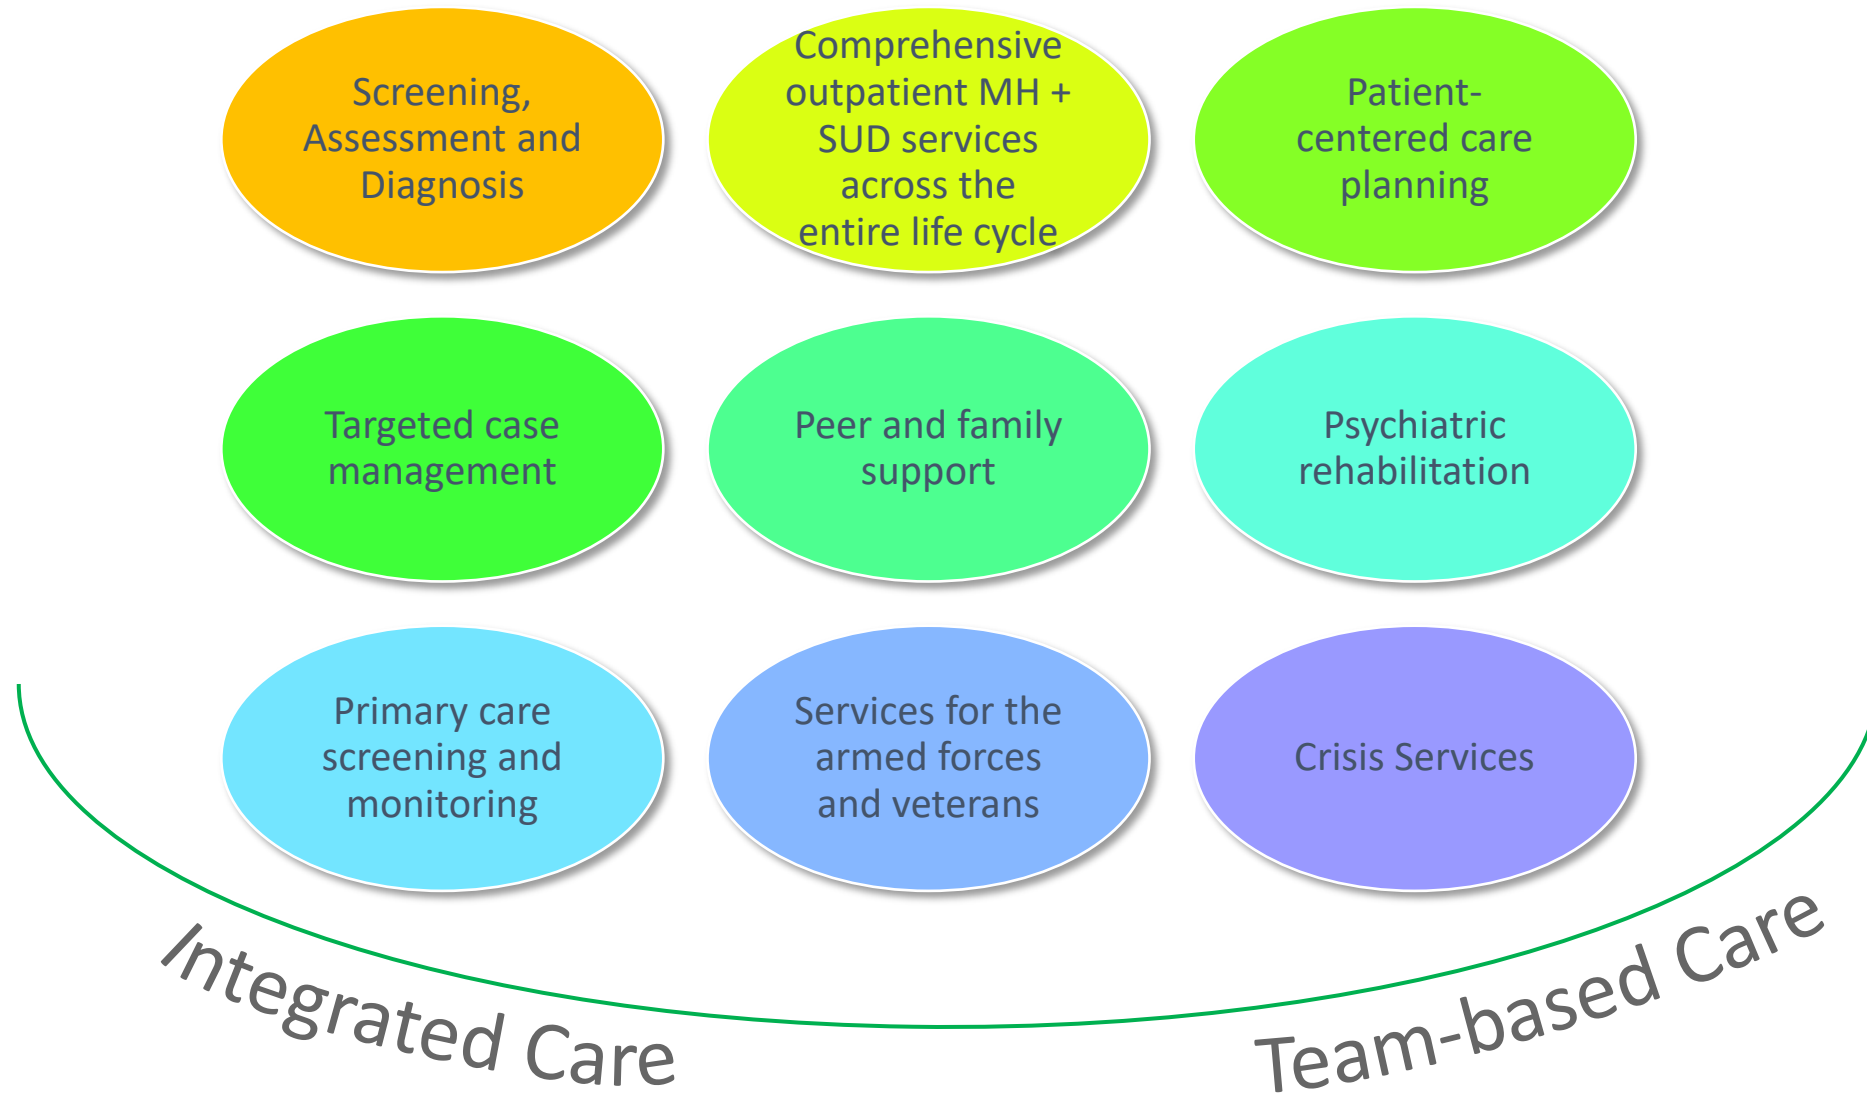 Screening,
Assessment and
Diagnosis
Comprehensive
outpatient MH +
SUD services
across the
entire life cycle
Patient-
centered care
planning
Targeted case
management
Peer and family
support
Psychiatric
rehabilitation
Primary care
screening and
monitoring
Services for the
armed forces
and veterans
Crisis Services
Integrated Care
Team-based Care